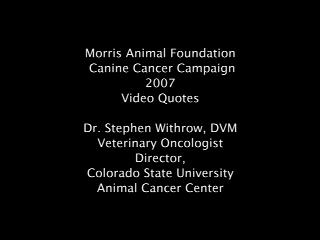 Morris Animal Foundation
Canine Cancer Campaign
2007
Video Quotes
Dr. Stephen Withrow, DVM
Veterinary Oncologist
Director,
Colorado State University
Animal Cancer Center